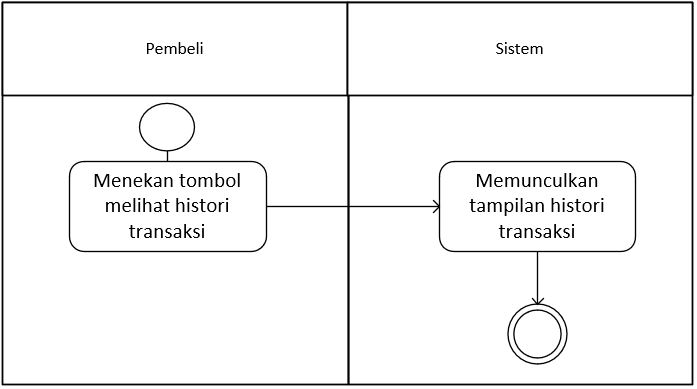 Pembeli
Sistem
Menekan tombol
melihat histori
transaksi
Memunculkan
tampilan histori
transaksi